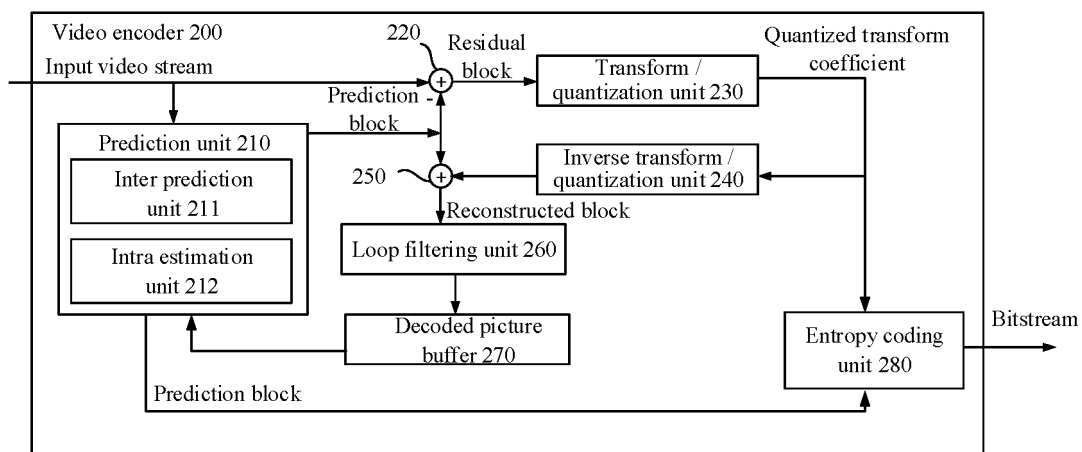 Video encoder 200
220
Residual
block
Quantized transform
coefficient
Input video stream
Transform /
quantization unit 230
Prediction -
block
Prediction unit 210
Inter prediction
unit 211
250
Inverse transform /
quantization unit 240
Reconstructed block
Intra estimation
unit 212
Loop filtering unit 260
Decoded picture
buffer 270
Entropy coding
unit 280
Bitstream
Prediction block